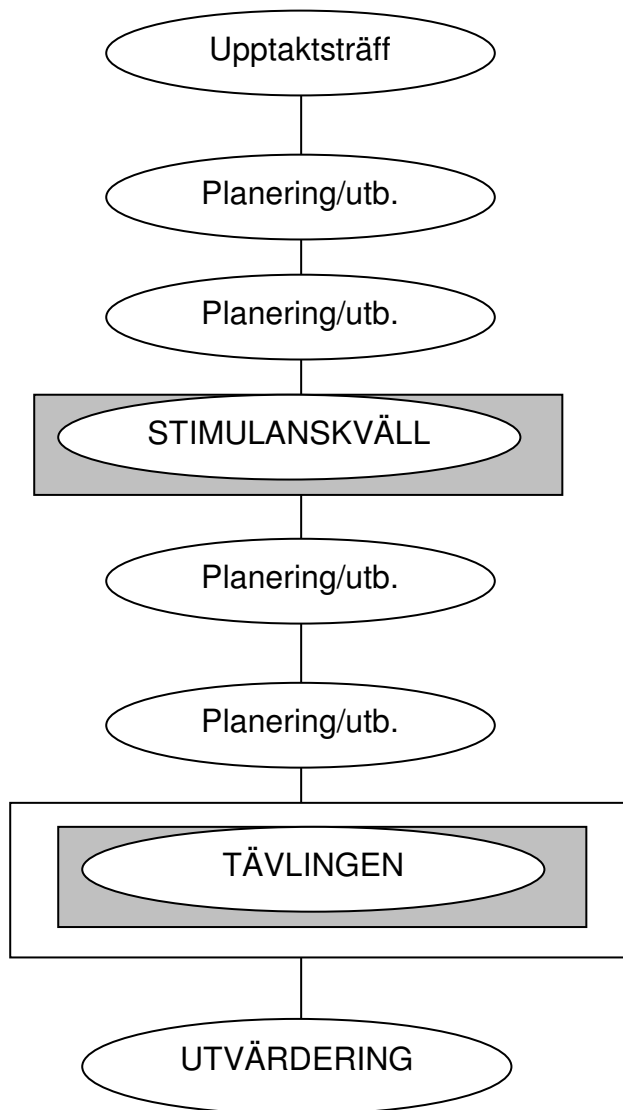 Upptaktsträff
Planering/utb.
Planering/utb.
STIMULANSKVÄLL
Planering/utb.
Planering/utb.
TÄVLINGEN
UTVÄRDERING